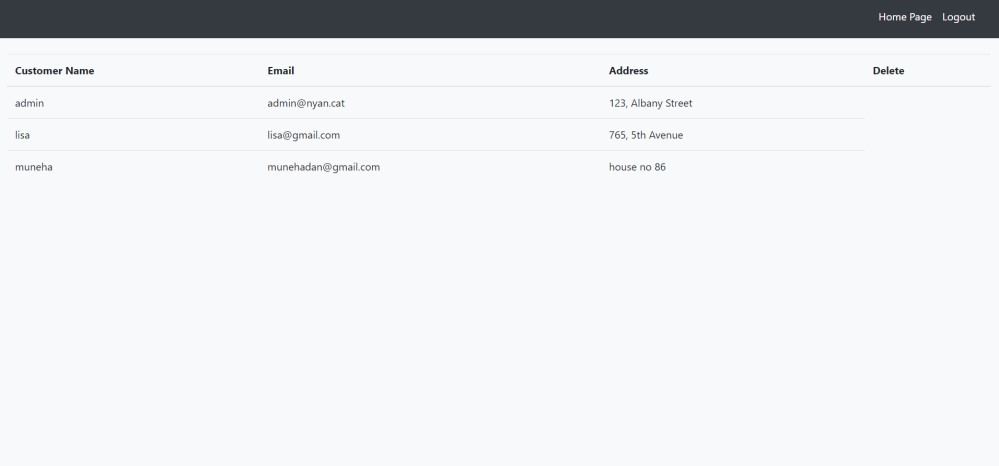 Home Page Logout
Customer Name Email Address Delete
admin admin@nyan.cat 123, Albany Street
lisa lisa@gmail.com 765, 5th Avenue
muneha munehadan@gmail.com house no 86